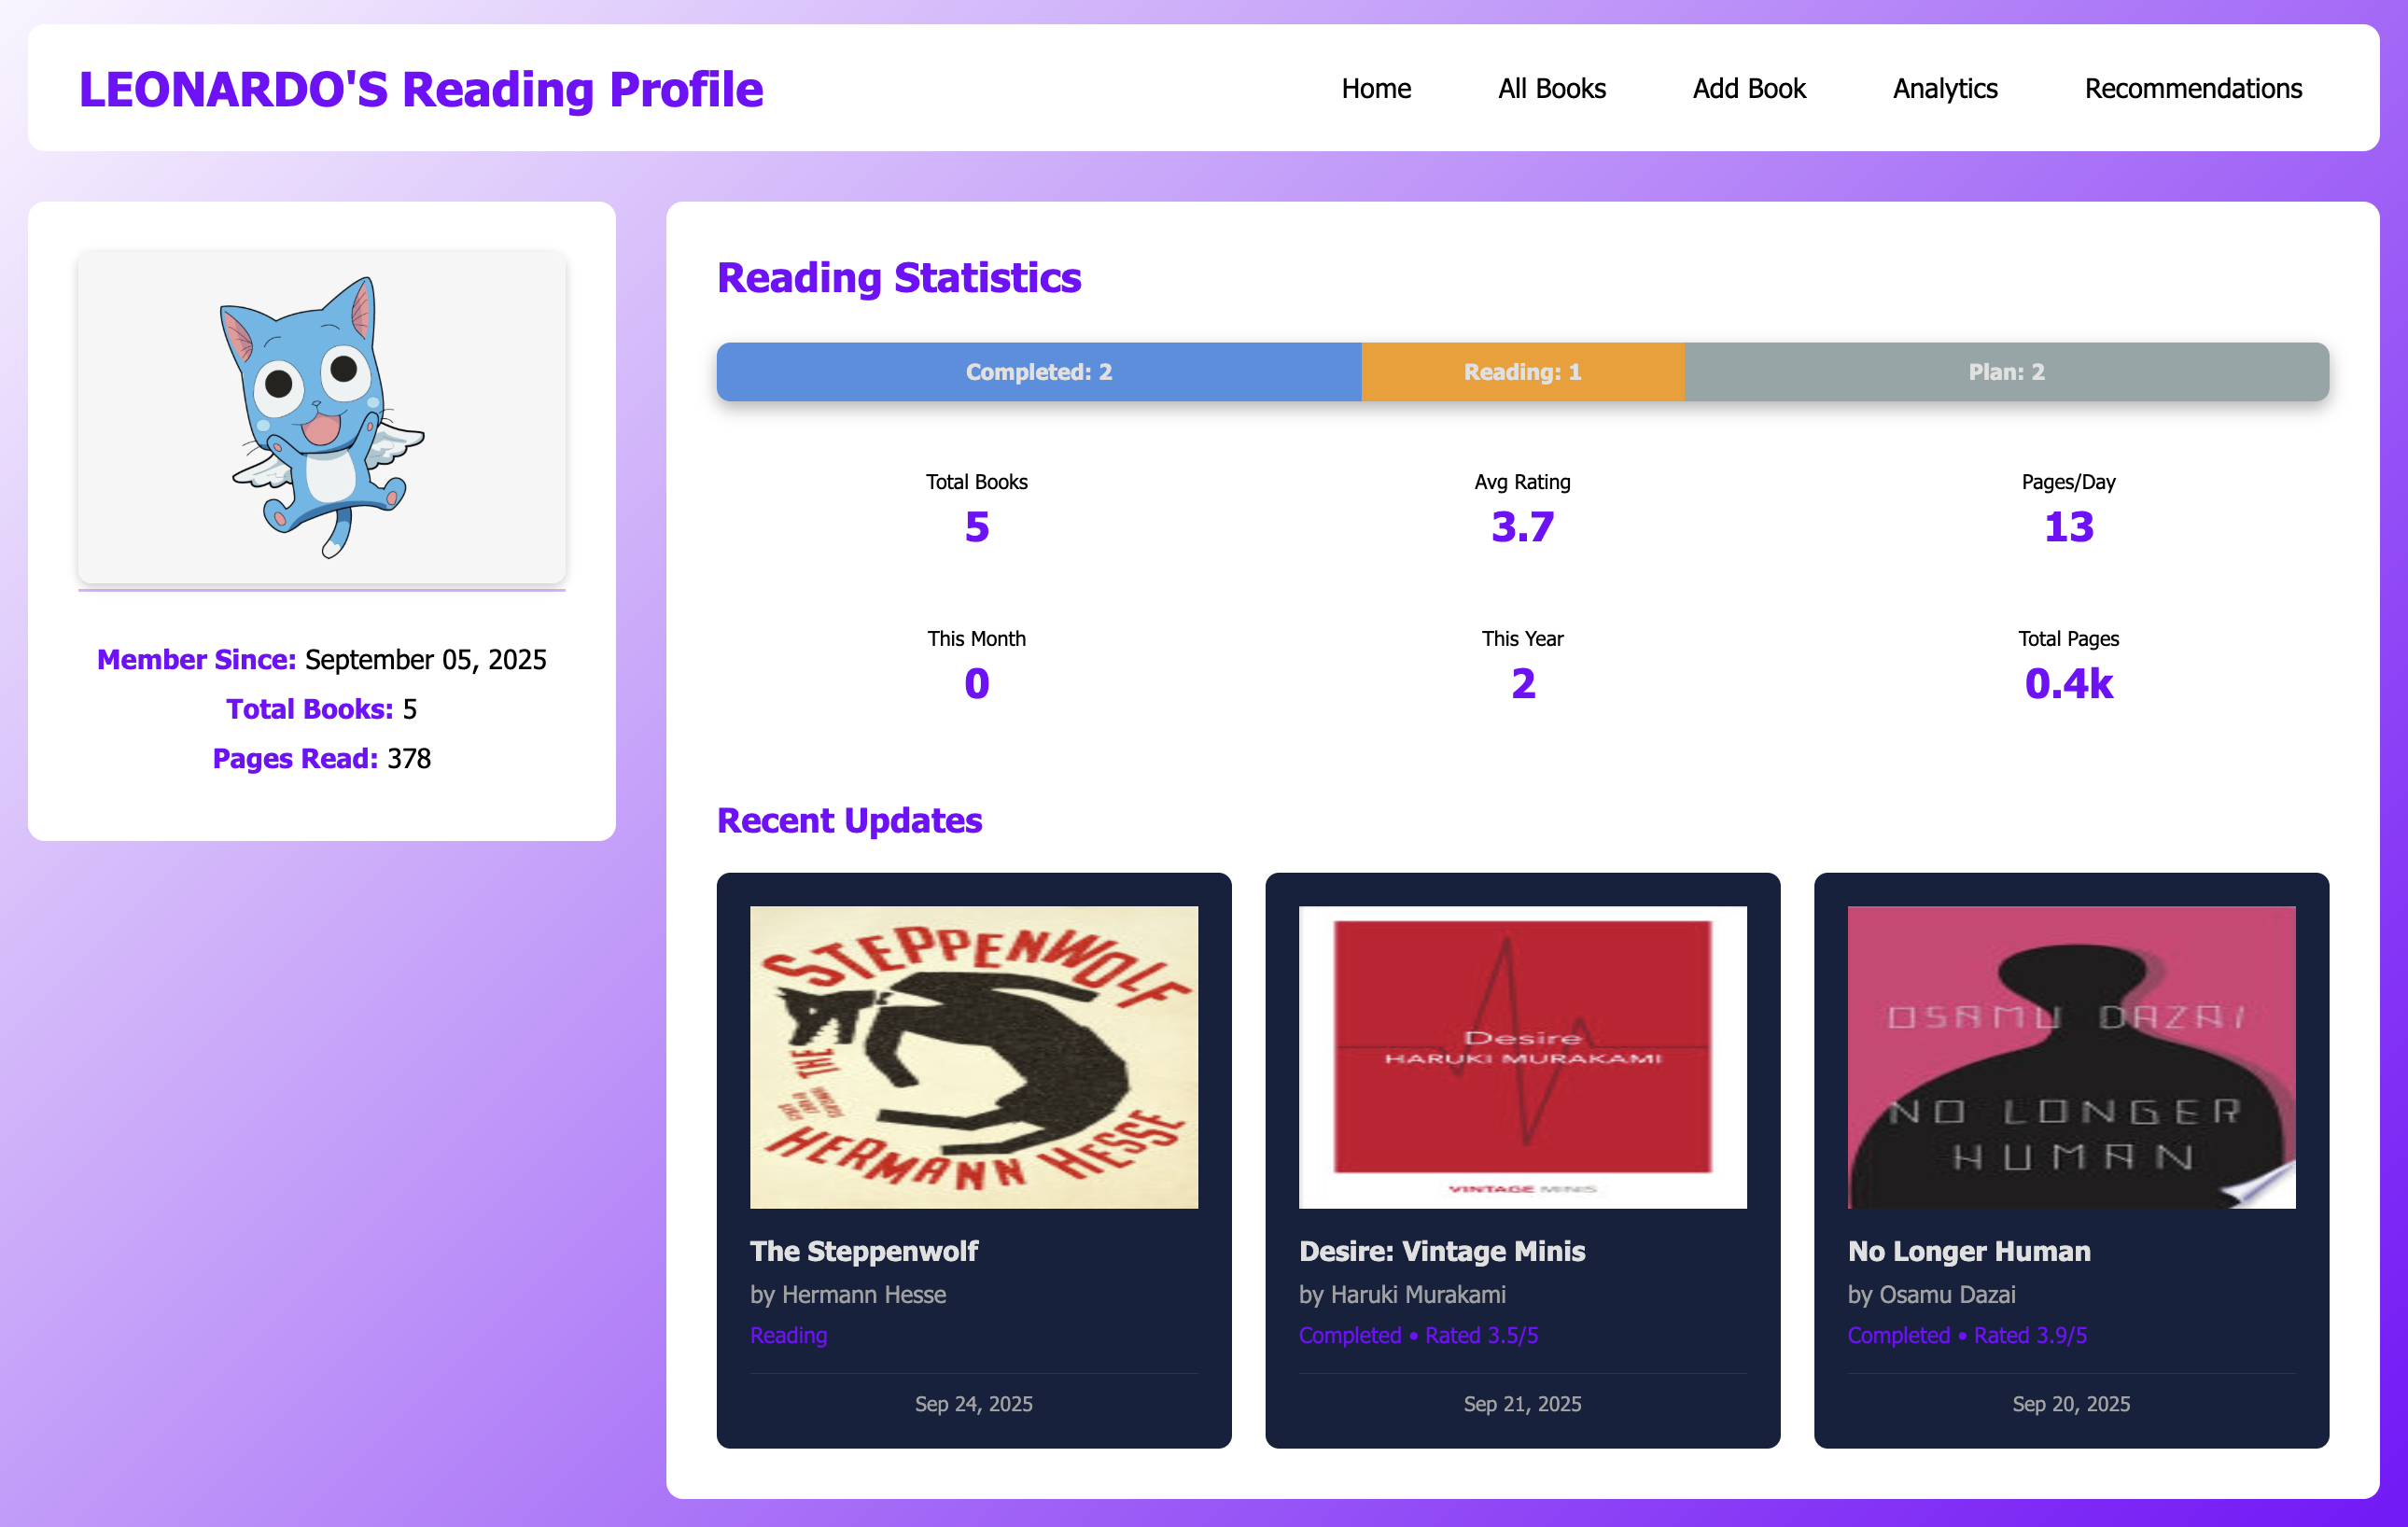 LEONARDO'S Reading Profile
Home
All Books
Add Book
Analytics
Recommendations
Member Since: September 05, 2025
Total Books: 5
Pages Read: 378
Reading Statistics
Completed: 2
Reading: 1
Plan: 2
Total Books
5
Avg Rating
3.7
Pages/Day
13
This Month
0
This Year
2
Total Pages
0.4k
Recent Updates
STEPPENWOLF
THE
HERMANN HESSE
The Steppenwolf
by Hermann Hesse
Reading
Sep 24, 2025
Desire
HARUKI MURAKAMI
VINTAGE MINIS
Desire: Vintage Minis
by Haruki Murakami
Completed • Rated 3.5/5
Sep 21, 2025
OSAMU DAZAI
NO LONGER
HUMAN
No Longer Human
by Osamu Dazai
Completed • Rated 3.9/5
Sep 20, 2025